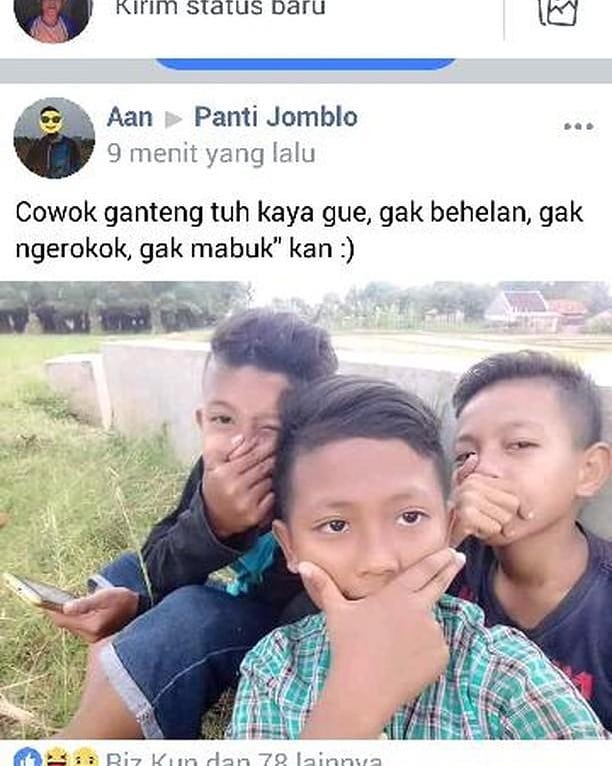 Kirim status baru
Aan ▶ Panti Jomblo
9 menit yang lalu
Cowok ganteng tuh kaya gue, gak behelan, gak
ngerokok, gak mabuk" kan :)
Riz Kun dan 78 lainnya